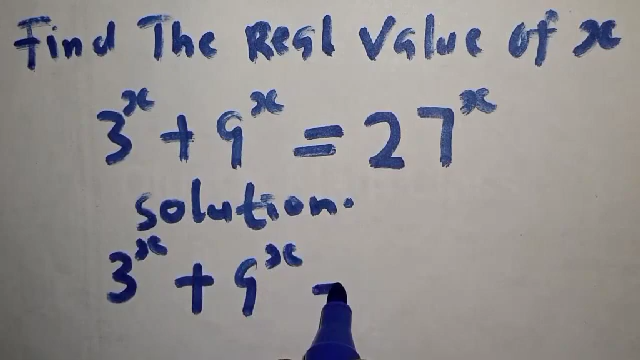 Find The Real Value of x
3^x + 9^x = 27^x
Solution.
3^x + 9^x -